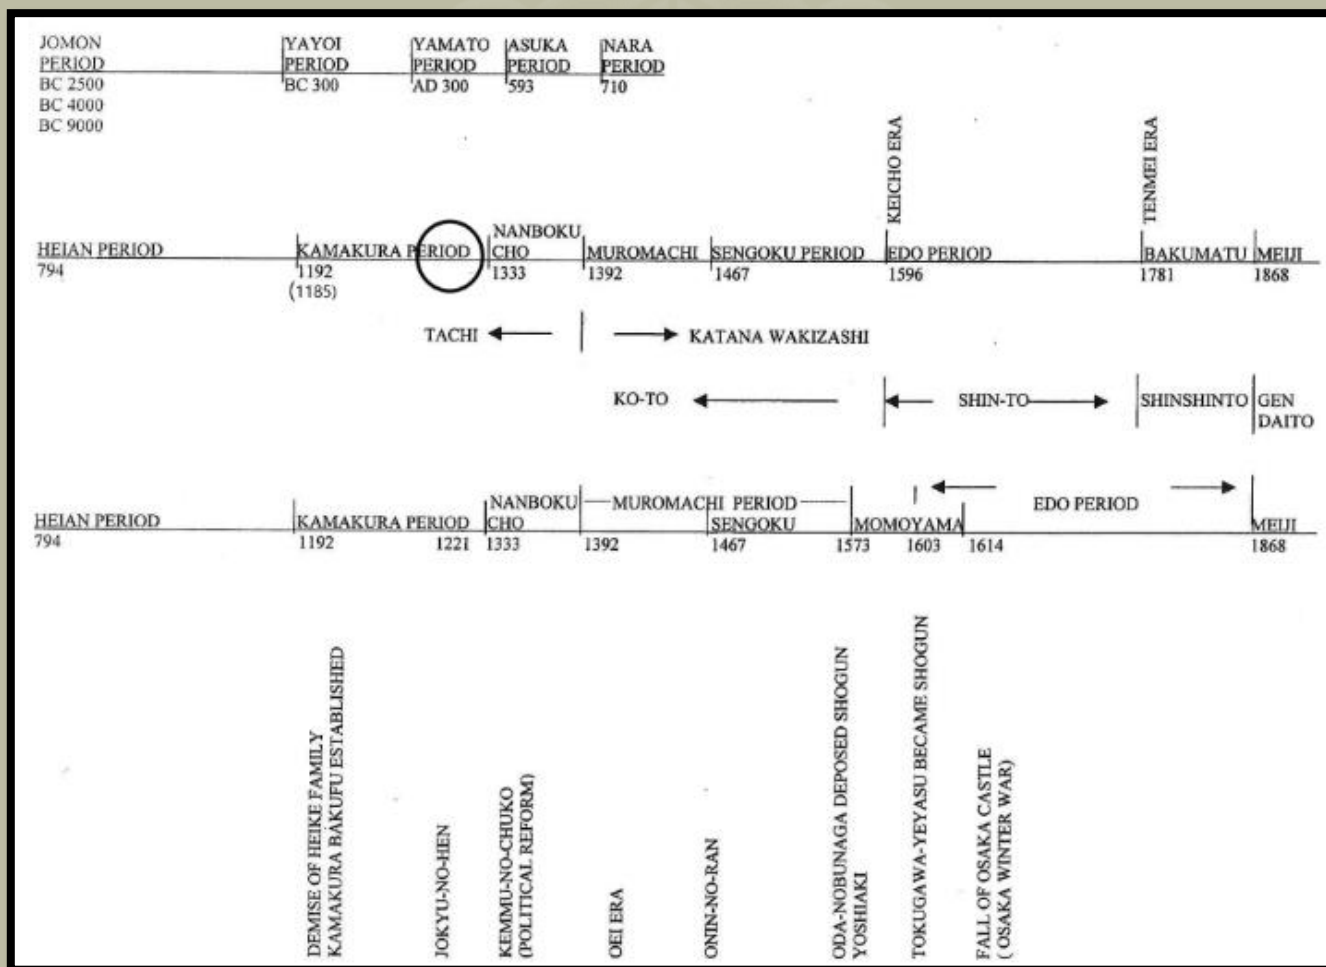 JOMON PERIOD
BC 2500
BC 4000
BC 9000
YAYOI PERIOD
BC 300
YAMATO PERIOD
AD 300
ASUKA PERIOD
593
NARA PERIOD
710
KEICHO ERA
TENMEI ERA
HEIAN PERIOD
794
KAMAKURA PERIOD
1192
(1185)
NANBOKU CHO
1333
MUROMACHI
1392
SENGOKU PERIOD
1467
EDO PERIOD
1596
BAKUMATU
1781
MEIJI
1868
TACHI
KATANA WAKIZASHI
KO-TO
SHIN-TO
SHINSHINTO
GEN
DAITO
HEIAN PERIOD
794
KAMAKURA PERIOD
1192
1221
NANBOKU
CHO
1333
MUROMACHI PERIOD
1392
SENGOKU
1467
MOMOYAMA
1573
1603
1614
EDO PERIOD
MEIJI
1868
DEMISE OF HEIKE FAMILY
KAMAKURA BAKUFU ESTABLISHED
JOKYU-NO-HEN
KEMMU-NO-CHUKO
(POLITICAL REFORM)
OEI ERA
ONIN-NO-RAN
ODA-NOBUNAGA DEPOSED SHOGUN
YOSHIAKI
TOKUGAWA-YEYASU BECAME SHOGUN
FALL OF OSAKA CASTLE
( OSAKA WINTER WAR)